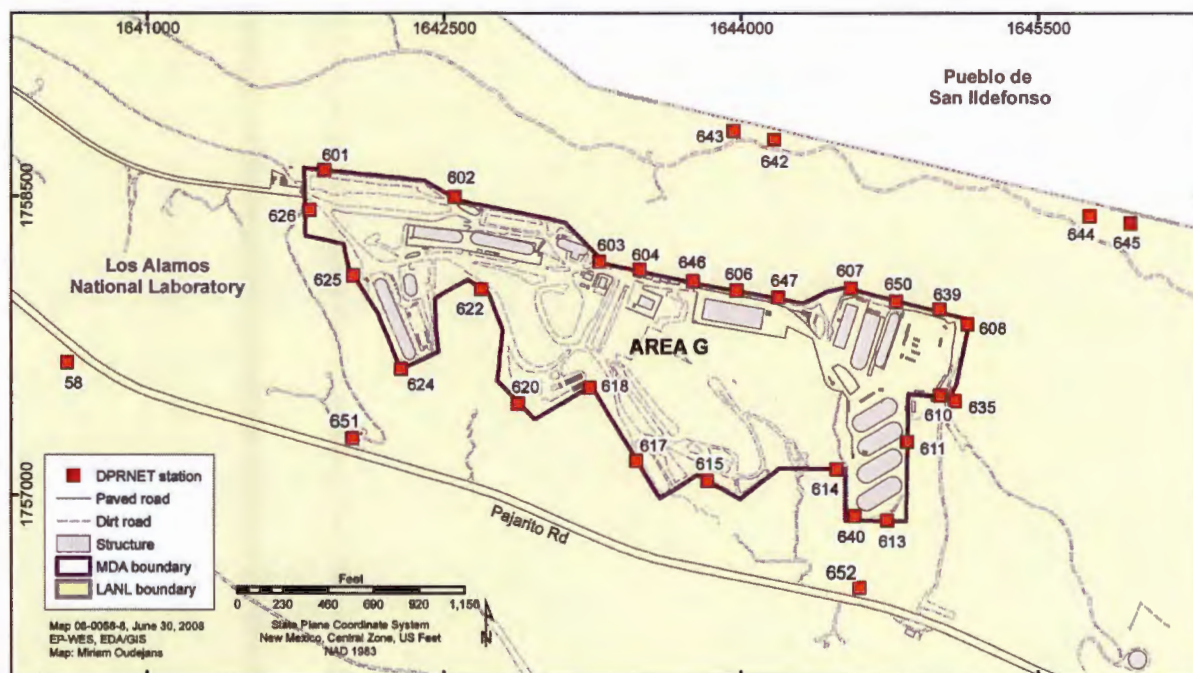 1641000
1642500
1644000
1645500
Pueblo de
San Ildefonso
643
642
601
602
1758500
626
644
645
603
604
646
606
647
607
650
639
608
Los Alamos
National Laboratory
625
622
AREA G
58
624
620
618
610
635
651
611
617
615
614
640
613
1757000
Pajarito Rd
652
DPRNET station
Paved road
Dirt road
Structure
MDA boundary
LANL boundary
Feet
0 230 460 690 920 1,150
State Plane Coordinate System
New Mexico, Central Zone, US Feet
NAD 1983
N
Map 08-0058-8, June 30, 2008
EP-WES, EDA/GIS
Map: Miriam Oudejans